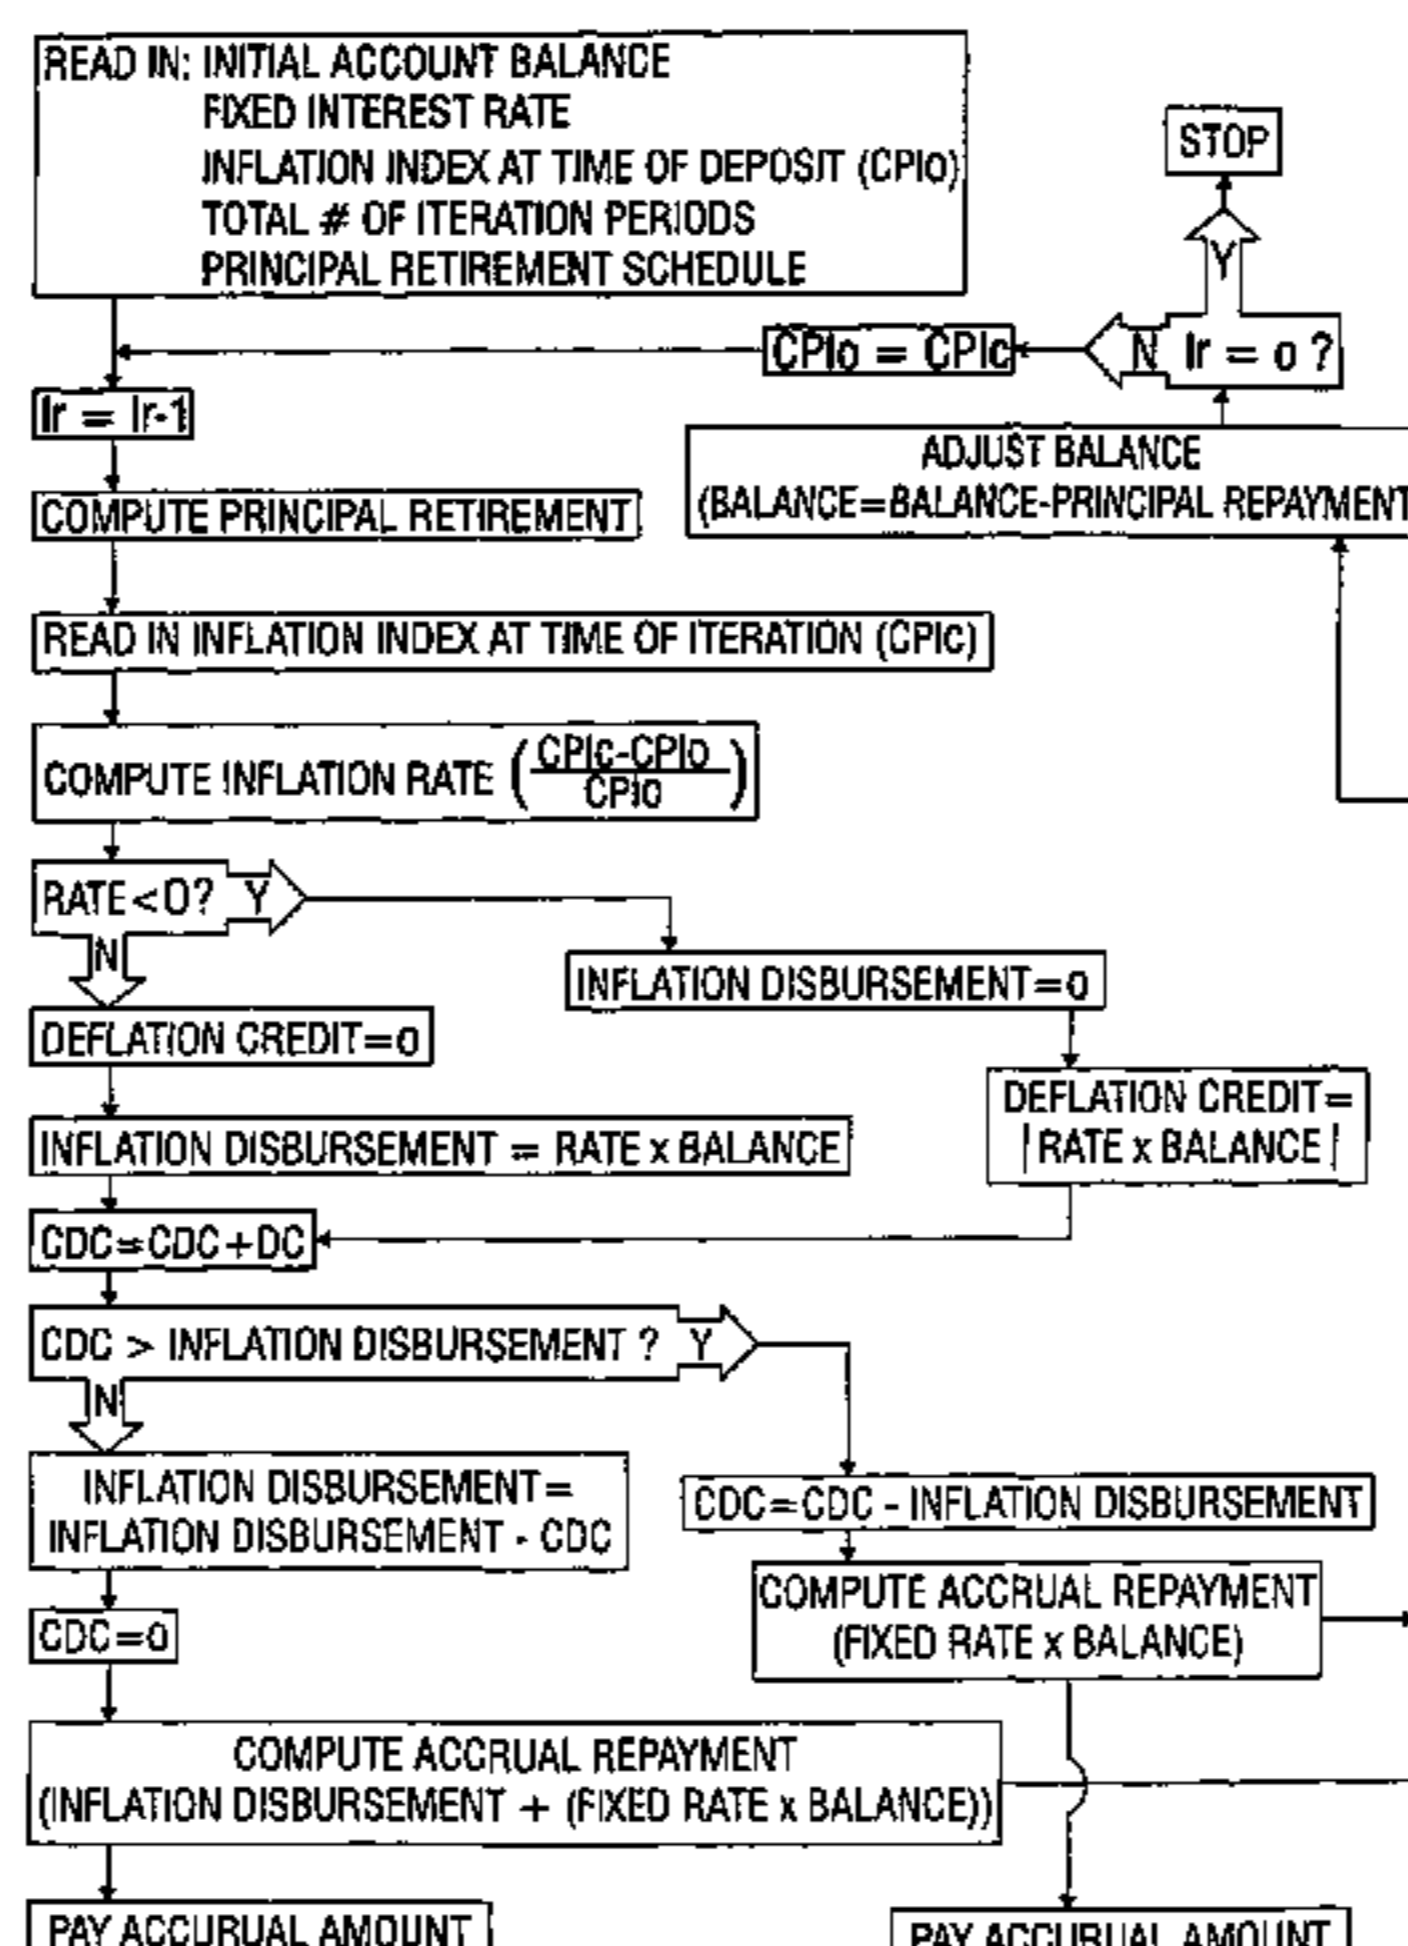 READ IN: INITIAL ACCOUNT BALANCE
FIXED INTEREST RATE
INFLATION INDEX AT TIME OF DEPOSIT (CPIo)
TOTAL # OF ITERATION PERIODS
PRINCIPAL RETIREMENT SCHEDULE
STOP
Y
CPIo = CPIc
N
Ir = o ?
Ir = Ir-1
ADJUST BALANCE
(BALANCE=BALANCE-PRINCIPAL REPAYMENT
COMPUTE PRINCIPAL RETIREMENT
READ IN INFLATION INDEX AT TIME OF ITERATION (CPIC)
COMPUTE INFLATION RATE (CPIc-CPIo
CPIO)
RATE<O? Y
N
INFLATION DISBURSEMENT=o
DEFLATION CREDIT=o
DEFLATION CREDIT=
|RATE x BALANCE|
INFLATION DISBURSEMENT = RATE x BALANCE
CDC=CDC+DC
CDC > INFLATION DISBURSEMENT ? Y
N
INFLATION DISBURSEMENT=
INFLATION DISBURSEMENT - CDC
CDC=CDC - INFLATION DISBURSEMENT
COMPUTE ACCRUAL REPAYMENT
(FIXED RATE x BALANCE)
CDC=o
COMPUTE ACCRUAL REPAYMENT
(INFLATION DISBURSEMENT + (FIXED RATE x BALANCE))
PAY ACCURUAL AMOUNT
PAY ACCURUAL AMOUNT